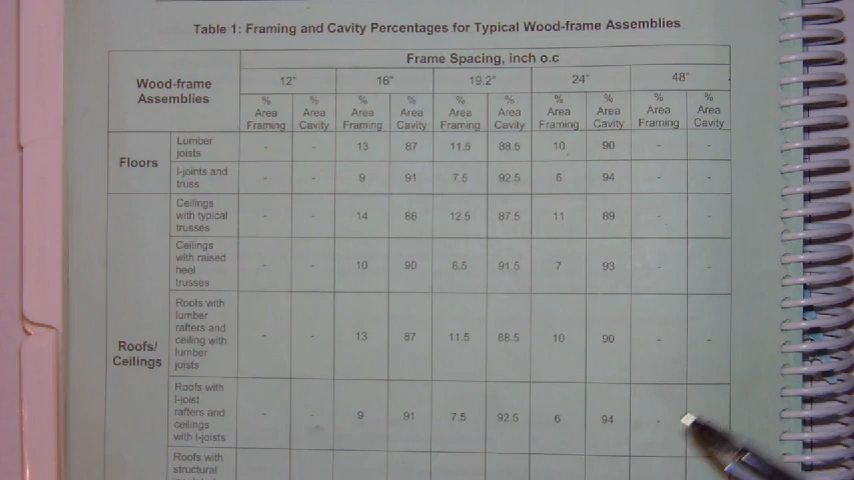 Table 1: Framing and Cavity Percentages for Typical Wood-frame Assemblies
Wood-frame Assemblies Frame Spacing, inch o.c
12" 16" 19.2" 24" 48"
% Area Framing % Area Cavity % Area Framing % Area Cavity % Area Framing % Area Cavity % Area Framing % Area Cavity % Area Framing % Area Cavity
Floors Lumber joists - - 13 87 11.5 88.5 10 90 - -
I-joints and truss - - 9 91 7.5 92.5 6 94 - -
Roofs/ Ceilings Ceilings with typical trusses - - 14 86 12.5 87.5 11 89 - -
Ceilings with raised heel trusses - - 10 90 8.5 91.5 7 93 - -
Roofs with lumber rafters and ceiling with lumber joists - - 13 87 11.5 88.5 10 90 - -
Roofs with I-joist rafters and ceilings with I-joists - - 9 91 7.5 92.5 6 94 -
Roofs with structural